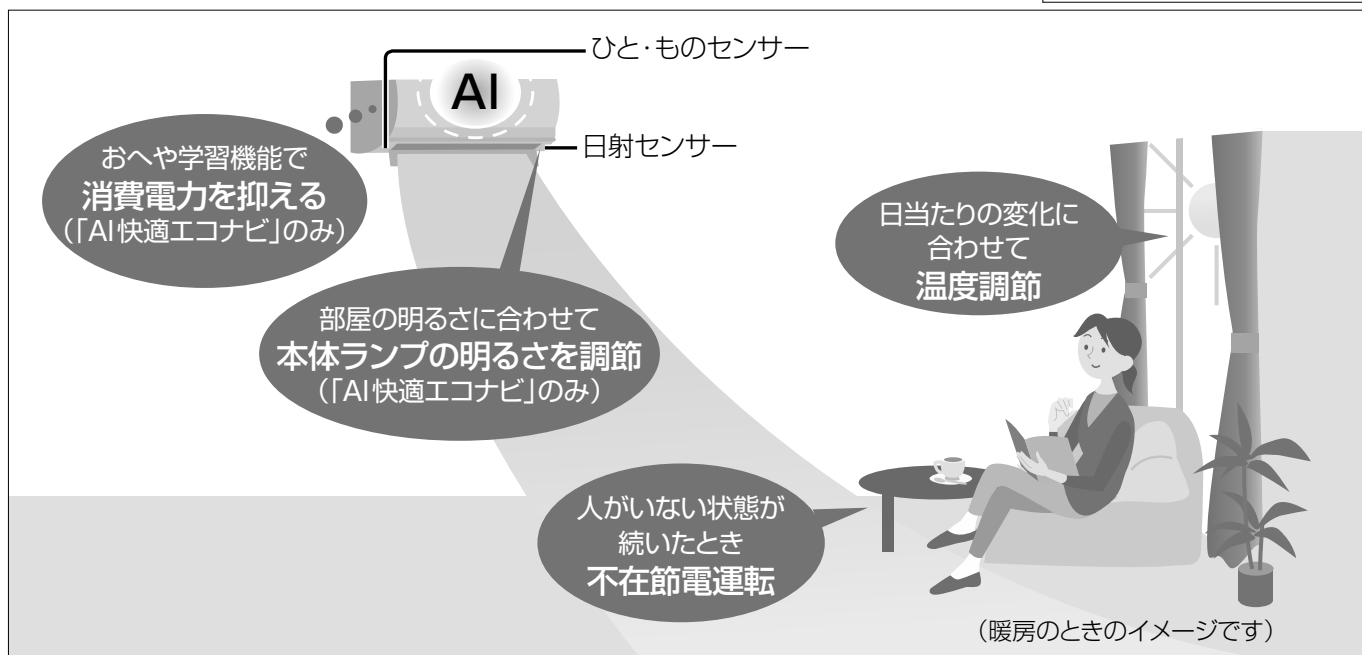 ひと・ものセンサー
AI
日射センサー
おへや学習機能で
消費電力を抑える
(「AI快適エコナビ」のみ)
部屋の明るさに合わせて
本体ランプの明るさを調節
(「AI快適エコナビ」のみ)
日当たりの変化に
合わせて
温度調節
人がいない状態が
続いたとき
不在節電運転
(暖房のときのイメージです)